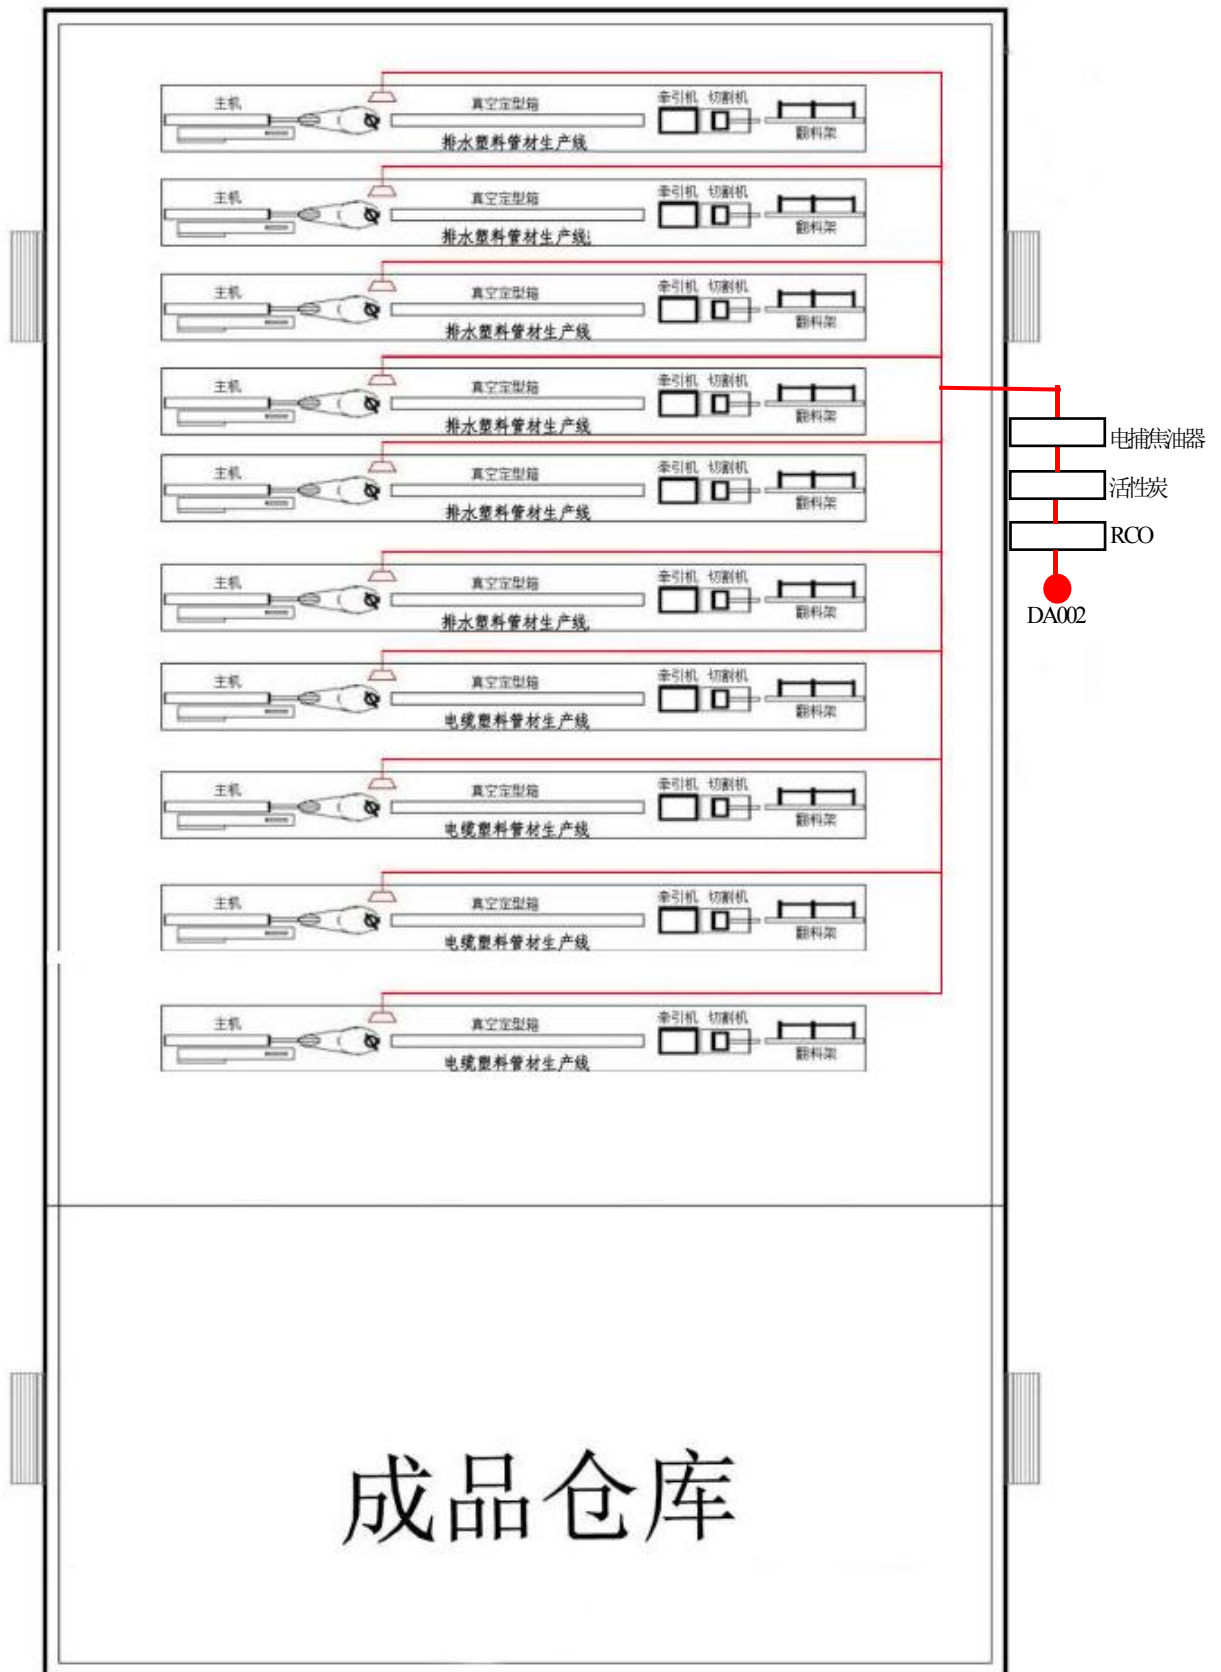 主机 真空定型箱 牵引机 切割机
翻料架
排水塑料管材生产线
主机 真空定型箱 牵引机 切割机
翻料架
排水塑料管材生产线
主机 真空定型箱 牵引机 切割机
翻料架
排水塑料管材生产线
主机 真空定型箱 牵引机 切割机
翻料架
排水塑料管材生产线
电捕焦油器
主机 真空定型箱 牵引机 切割机
翻料架
活性炭
排水塑料管材生产线
RCO
主机 真空定型箱 牵引机 切割机
翻料架
DA002
排水塑料管材生产线
主机 真空定型箱 牵引机 切割机
翻料架
电缆塑料管材生产线
主机 真空定型箱 牵引机 切割机
翻料架
电缆塑料管材生产线
主机 真空定型箱 牵引机 切割机
翻料架
电缆塑料管材生产线
主机 真空定型箱 牵引机 切割机
翻料架
电缆塑料管材生产线
成品仓库